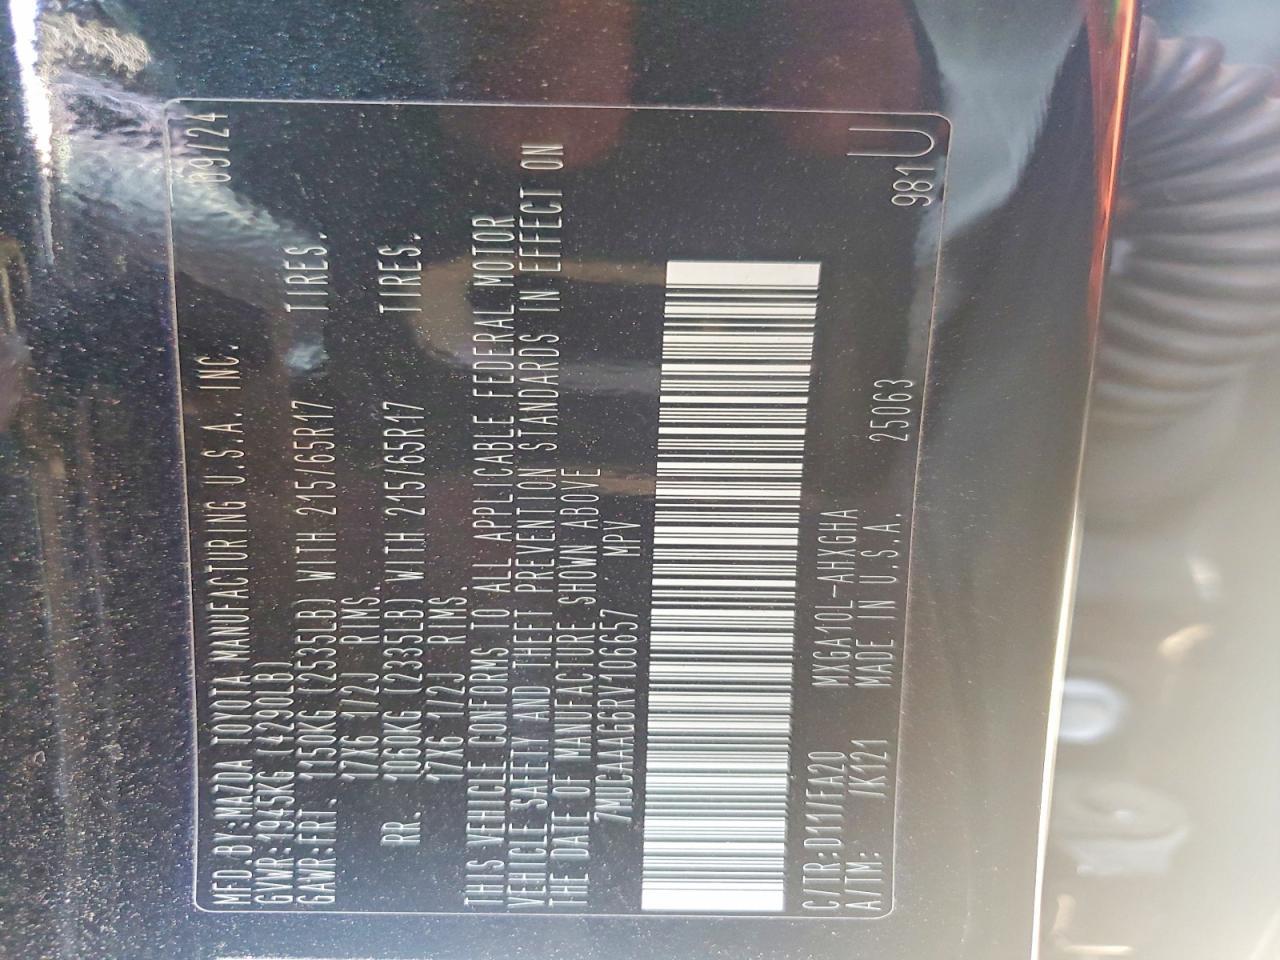 MFD.BY:MAZDA TOYOTA MANUFACTURING U.S.A. INC. 09/24
GVWR:1945KG (4290LB)
GAWR:FRT. 1150KG (2535LB) WITH 215/65R17 TIRES.
17X6 1/2J RIMS.
RR. 1060KG (2335LB) WITH 215/65R17 TIRES.
17X6 1/2J RIMS.
THIS VEHICLE CONFORMS TO ALL APPLICABLE FEDERAL MOTOR
VEHICLE SAFETY AND THEFT PREVENTION STANDARDS IN EFFECT ON
THE DATE OF MANUFACTURE SHOWN ABOVE
7MUCAAAG6RV106657 MPV
C/TR:D11/FA20 MXGA10L-AHXGHA
A/TM: /K121 MADE IN U.S.A. 25063 981U